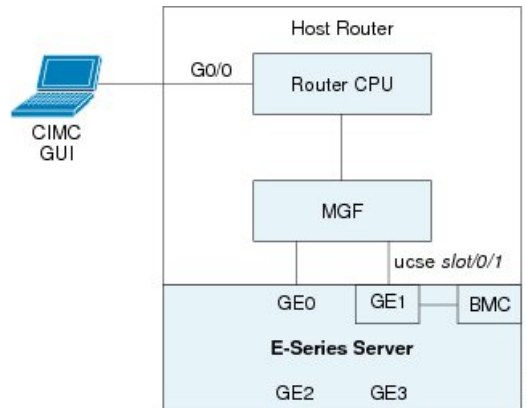 Host Router
G0/0
Router CPU
CIMC
GUI
MGF
ucse slot/0/1
GE0
GE1
BMC
E-Series Server
GE2
GE3